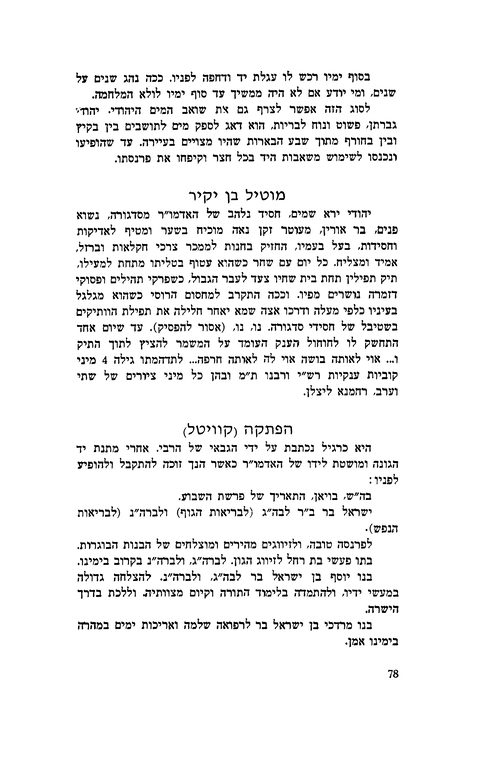 בסוף ימיו רכש לו עגלת יד ודחפה לפניו. ככה נהג שנים על
שנים, ומי יודע אם לא היה ממשיך עד סוף ימיו לולא המלחמה.
לסוג הזה אפשר לצרף גם את שואב המים היהודי. יהודי
גברתן, פשוט ונוח לבריות, הוא דאג לספק מים לתושבים בין בקיץ
ובין בחורף מתוך שבע הבארות שהיו מצויים בעיירה. עד שהופיעו
ונכנסו לשימוש משאבות היד בכל חצר וקיפחו את פרנסתו.
מוטיל בן יקיר
יהודי ירא שמים, חסיד נלהב של האדמו״ר מסדגורה, נשוא
פנים, בר אורין, מעוטר זקן נאה מוכיח בשער ומטיף לאדיקות
וחסידות, בעל בעמיו, החזיק בחנות לממכר צרכי חקלאות וברזל,
אמיד ומצליח. כל יום עם שחר כשהוא עטוף בטליתו מתחת למעילו,
תיק תפילין תחת בית שחיו צעד לעבר הגבול, כשפרקי תהילים ופסוקי
דזמרה נושרים מפיו. וככה התקרב למחסום הרוסי כשהוא מגלגל
בעיניו כלפי מעלה ודרכו אצה שמא יאחר חלילה את תפילת הוותיקים
בשטיבל של חסידי סדגורה. נו, נו, (אסור להפסיק). עד שיום אחד
התחשק לו לחוחול הענק העומד על המשמר להציץ לתוך התיק
ו... אוי לאותה בושה אוי לה לאותה חרפה... לתדהמתו גילה 4 מיני
קוביות ענקיות רש״י ורבנו ת״מ ובהן כל מיני ציורים של שתי
וערב, רחמנא ליצלן.
הפתקה (קוויטל)
היא כרגיל נכתבת על ידי הגבאי של הרבי. אחרי מתנת יד
הגונה ומושטת לידו של האדמו״ר כאשר הנך זוכה להתקבל ולהופיע
לפניו:
בה״ש, בויאן, התאריך של פרשת השבוע.
ישראל בר ב״ר לבה״ג (לבריאות הגוף) ולברה״נ (לבריאות
הנפש).
לפרנסה טובה, ולזיווגים מהירים ומוצלחים של הבנות הבוגרות.
בתו פעשי בת רחל לזיווג הגון. לברה״ג, ולברה״נ בקרוב בימינו.
בנו יוסף בן ישראל בר לבה״ג, ולברה״נ. להצלחה גדולה
במעשי ידיו, ולהתמדה בלימוד התורה וקיום מצוותיה. וללכת בדרך
הישרה.
בנו מרדכי בן ישראל בר לרפואה שלמה ואריכות ימים במהרה
בימינו אמן.
78